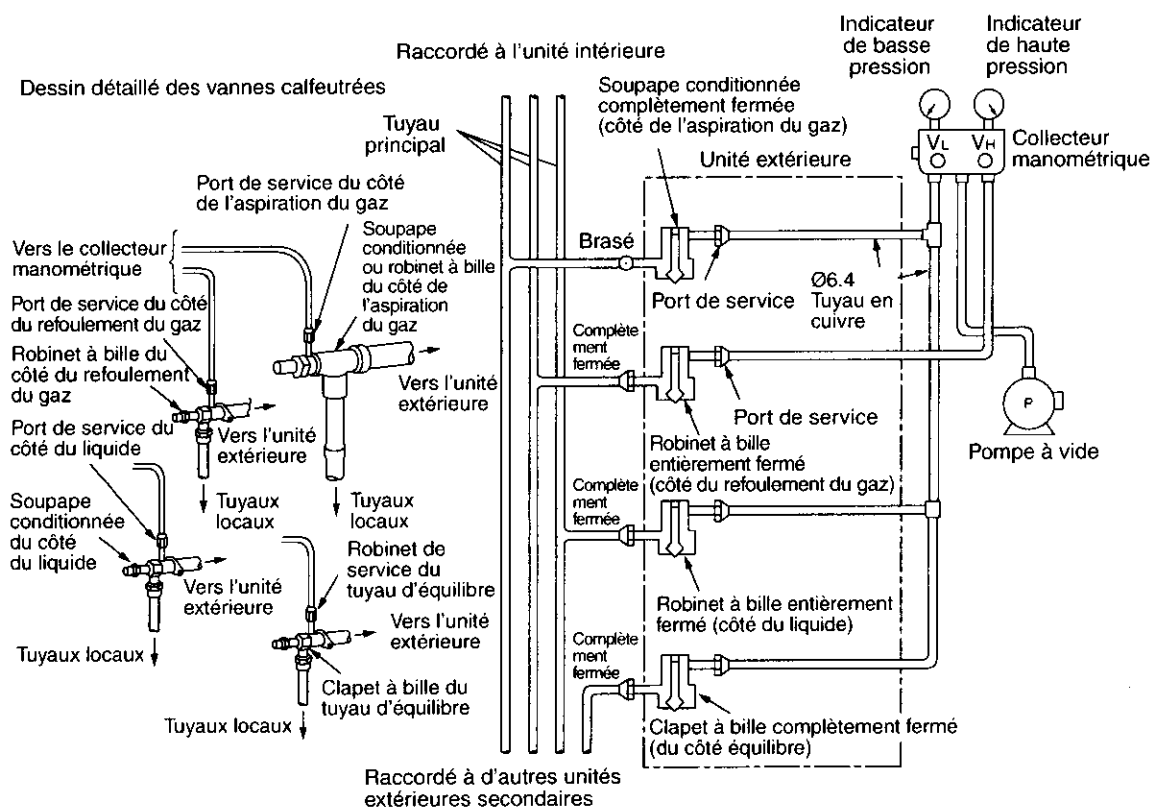 Raccordé à l'unité intérieure
Dessin détaillé des vannes calfeutrées
Tuyau
principal
Port de service du côté
de l'aspiration du gaz
Vers le collecteur
manométrique
Soupape
conditionnée
ou robinet à bille
du côté de
l'aspiration
du gaz
Port de service du côté
du refoulement du gaz
Robinet à bille du
côté du refoulement
du gaz
Vers l'unité
extérieure
Vers l'unité
extérieure
Port de service du
côté du liquide
Tuyaux
locaux
Tuyaux
locaux
Soupape
conditionnée
du côté
du liquide
Vers l'unité
extérieure
Tuyaux locaux
Robinet de
service du
tuyau d'équilibre
Vers l'unité
extérieure
Clapet à bille du
tuyau d'équilibre
Tuyaux locaux
Indicateur
de basse
pression
Indicateur
de haute
pression
Soupape conditionnée
complètement fermée
(côté de l'aspiration du gaz)
VL
VH
Collecteur
manométrique
Unité extérieure
Brasé
Port de service
Ø6.4
Tuyau en
cuivre
Complète
ment
fermée
Port de service
P
Pompe à vide
Robinet à bille
entièrement fermé
(côté du refoulement du gaz)
Complète
ment
fermée
Robinet à bille entièrement
fermé (côté du liquide)
Complète
ment
fermée
Clapet à bille complètement fermé
(du côté équilibre)
Raccordé à d'autres unités
extérieures secondaires